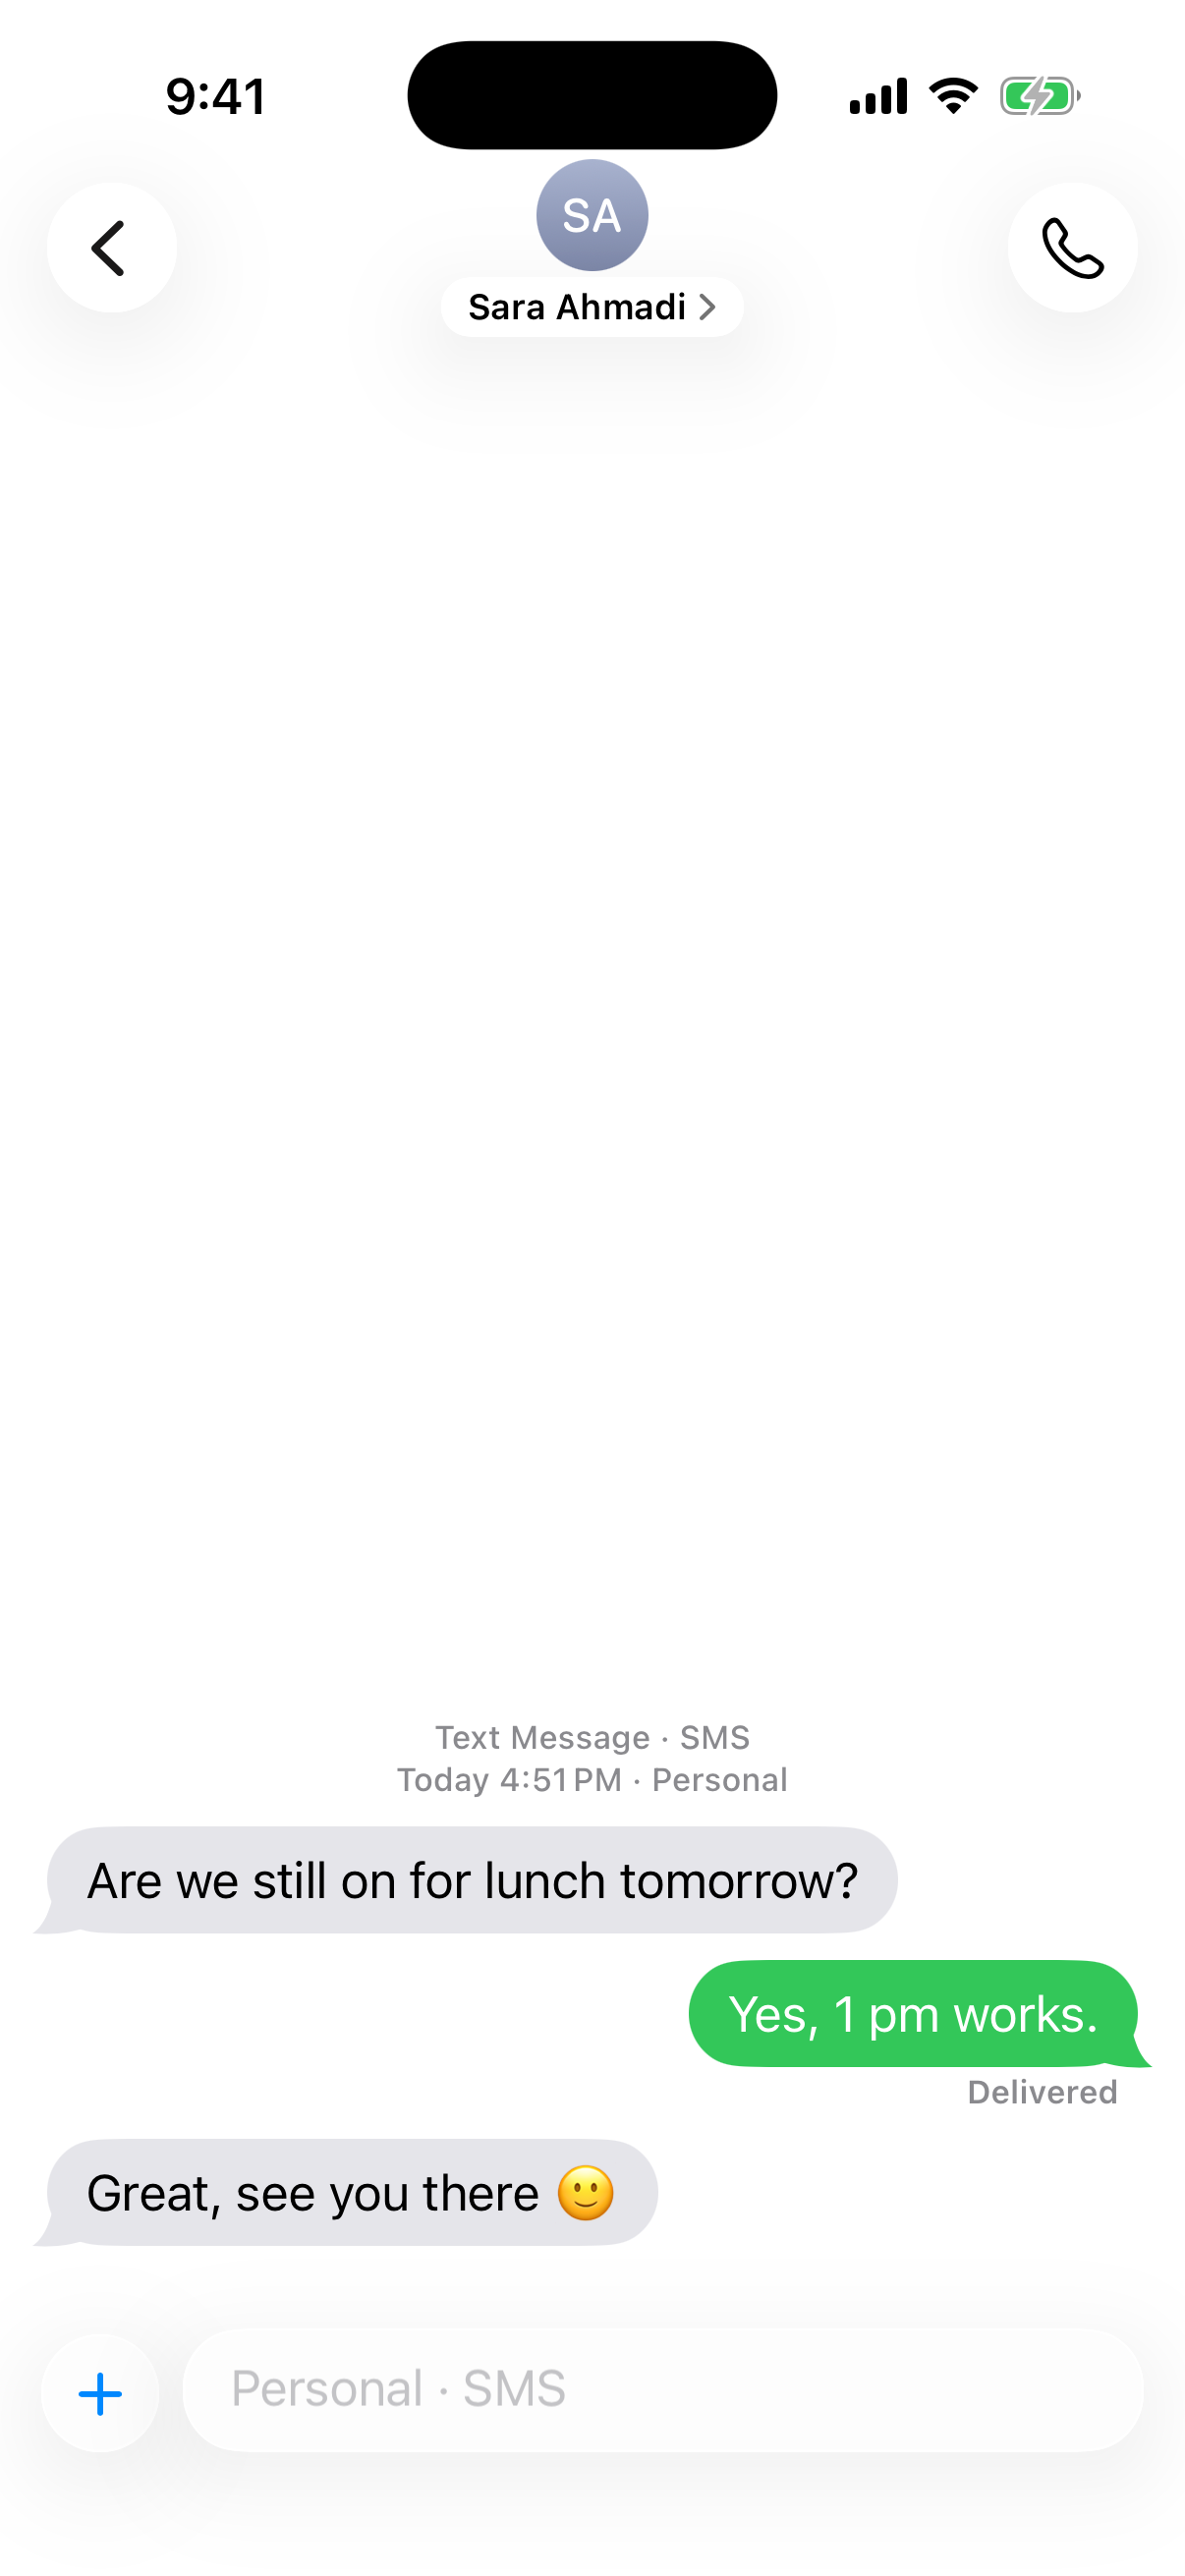 9:41
SA
Sara Ahmadi
Text Message · SMS
Today 4:51 PM · Personal
Are we still on for lunch tomorrow?
Yes, 1 pm works.
Delivered
Great, see you there 🙂
Personal · SMS